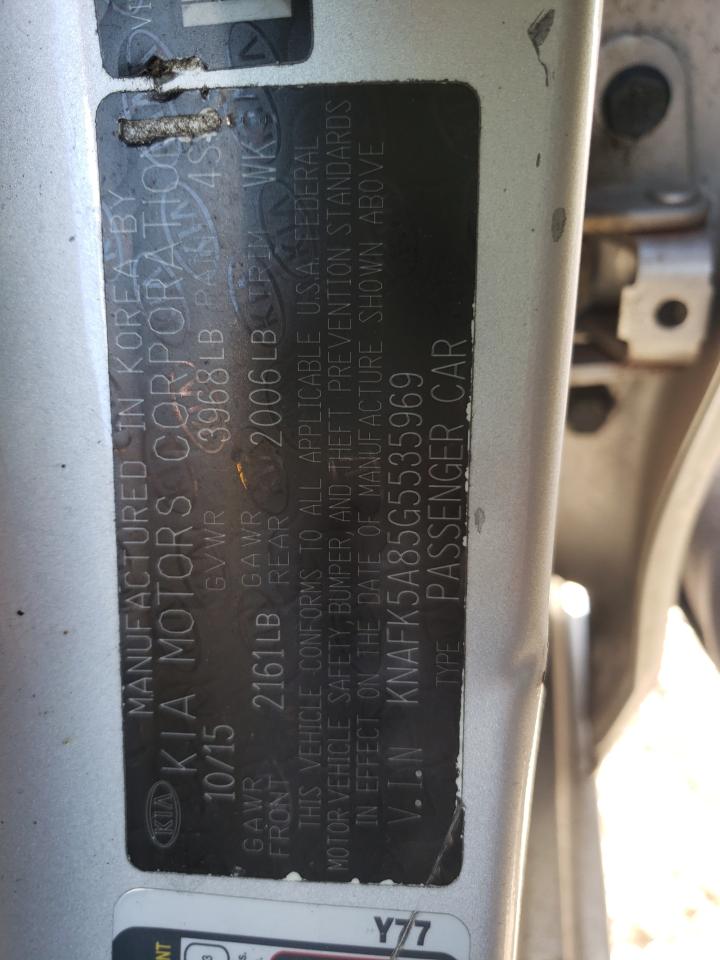 MANUFACTURED IN KOREA BY
KIA KIA MOTORS CORPORATION
10/15 GVWR 3968LB
GAWR FRONT 2161LB GAWR REAR 2006LB
THIS VEHICLE CONFORMS TO ALL APPLICABLE U.S.A. FEDERAL
MOTOR VEHICLE SAFETY, BUMPER, AND THEFT PREVENTION STANDARDS
IN EFFECT ON THE DATE OF MANUFACTURE SHOWN ABOVE
V.I.N KNAFK5A85G5535969
TYPE PASSENGER CAR
Y77